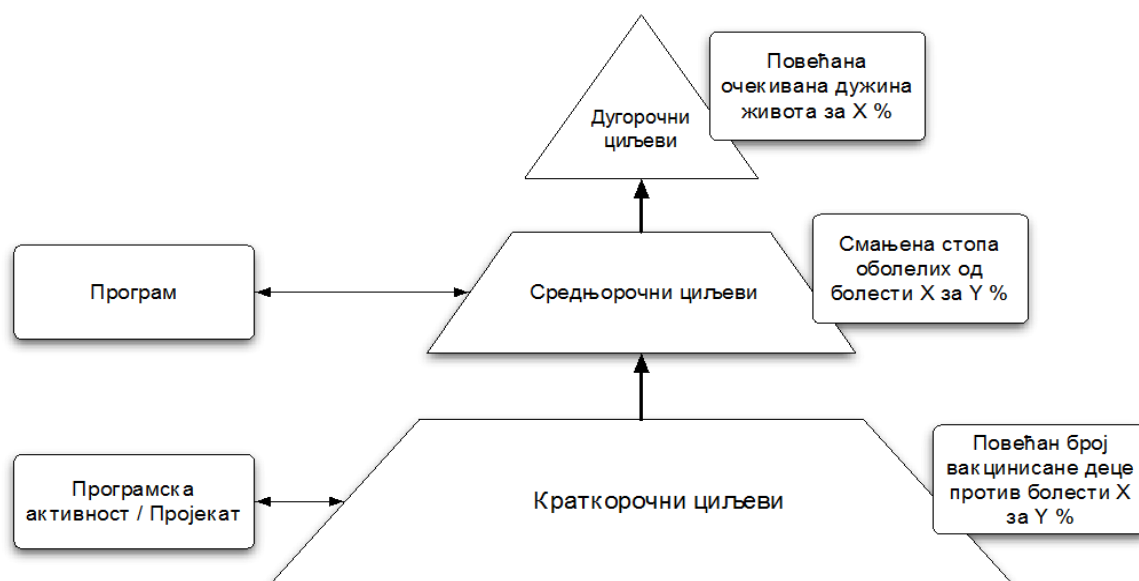 Дугорочни
циљеви
Повећана
очекивана дужина
живота за X %
Програм
Средњорочни циљеви
Смањена стопа
оболелих од
болести X за Y %
Програмска
активност / Пројекат
Краткорочни циљеви
Повећан број
вакцинисане деце
против болести X
за Y %